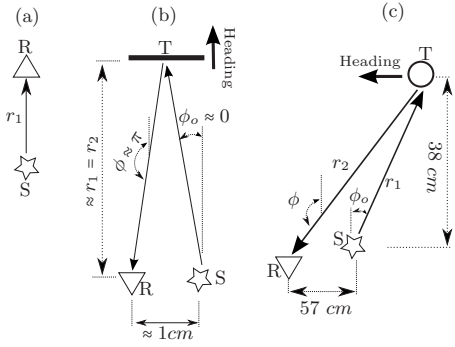 (a)
R
r₁
S
(b)
T
Heading
≈ r₁ = r₂
ϕ ≈ π
ϕₒ ≈ 0
R
S
≈ 1cm
(c)
T
Heading
r₂
r₁
38 cm
ϕ
ϕₒ
S
R
57 cm